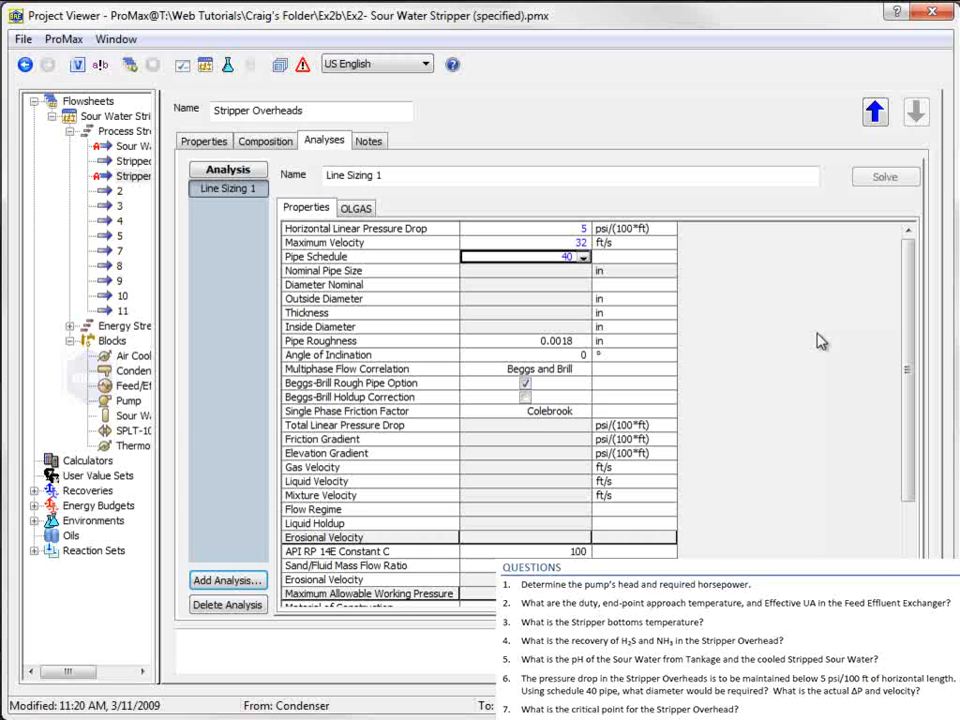 Project Viewer - ProMax@T:\Web Tutorials\Craig's Folder\Ex2b\Ex2- Sour Water Stripper (specified).pmx
File ProMax Window
US English
Flowsheets
Sour Water Stri
Process Stre
Sour W
Stripped
Stripper
2
3
4
5
7
8
9
10
11
Energy Stre
Blocks
Air Cool
Conden
Feed/Ef
Pump
Sour W
SPLT-10
Thermo
Calculators
User Value Sets
Recoveries
Energy Budgets
Environments
Oils
Reaction Sets
Name Stripper Overheads
Properties Composition Analyses Notes
Analysis
Line Sizing 1
Add Analysis...
Delete Analysis
Name Line Sizing 1 Solve
Properties OLGAS
Horizontal Linear Pressure Drop 5 psi/(100*ft)
Maximum Velocity 32 ft/s
Pipe Schedule 40
Nominal Pipe Size in
Diameter Nominal
Outside Diameter in
Thickness in
Inside Diameter in
Pipe Roughness 0.0018 in
Angle of Inclination 0 °
Multiphase Flow Correlation Beggs and Brill
Beggs-Brill Rough Pipe Option
Beggs-Brill Holdup Correction
Single Phase Friction Factor Colebrook
Total Linear Pressure Drop psi/(100*ft)
Friction Gradient psi/(100*ft)
Elevation Gradient psi/(100*ft)
Gas Velocity ft/s
Liquid Velocity ft/s
Mixture Velocity ft/s
Flow Regime
Liquid Holdup
Erosional Velocity
API RP 14E Constant C 100
Sand/Fluid Mass Flow Ratio
Erosional Velocity
Maximum Allowable Working Pressure
Material of Construction
QUESTIONS
1. Determine the pump's head and required horsepower.
2. What are the duty, end-point approach temperature, and Effective UA in the Feed Effluent Exchanger?
3. What is the Stripper bottoms temperature?
4. What is the recovery of H₂S and NH₃ in the Stripper Overhead?
5. What is the pH of the Sour Water from Tankage and the cooled Stripped Sour Water?
6. The pressure drop in the Stripper Overheads is to be maintained below 5 psi/100 ft of horizontal length.
Using schedule 40 pipe, what diameter would be required? What is the actual ΔP and velocity?
7. What is the critical point for the Stripper Overhead?
Modified: 11:20 AM, 3/11/2009 From: Condenser To: